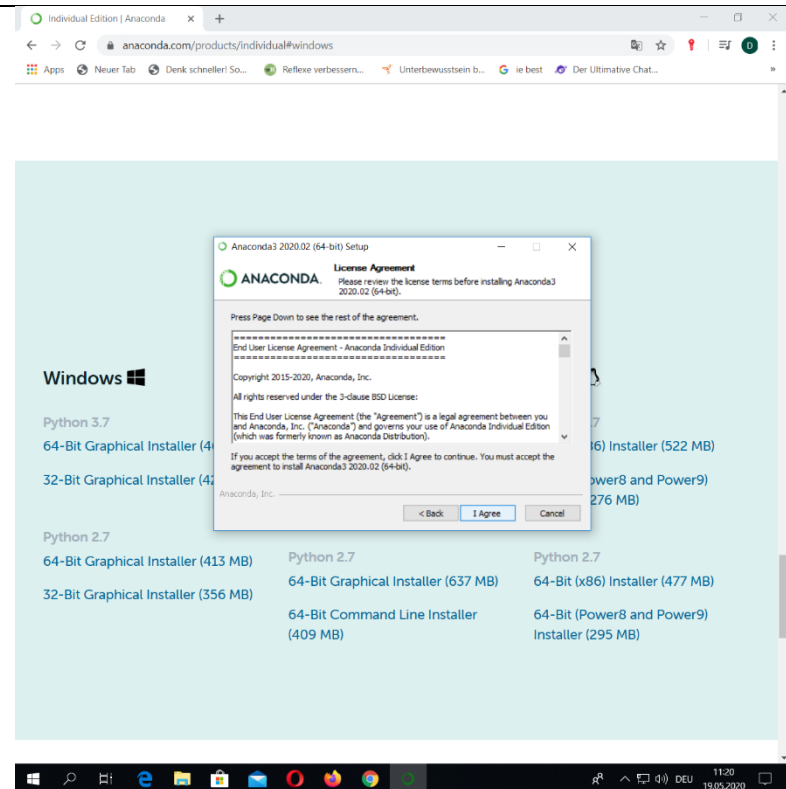 Individual Edition | Anaconda
anaconda.com/products/individual#windows
D
Apps Neuer Tab Denk schneller! So... Reflexe verbessern... Unterbewusstsein b... G ie best Der Ultimative Chat... »
Anaconda3 2020.02 (64-bit) Setup
ANACONDA.
License Agreement
Please review the license terms before installing Anaconda3
2020.02 (64-bit).
Press Page Down to see the rest of the agreement.
===================================
End User License Agreement - Anaconda Individual Edition
===================================
Copyright 2015-2020, Anaconda, Inc.
All rights reserved under the 3-clause BSD License:
This End User License Agreement (the "Agreement") is a legal agreement between you
and Anaconda, Inc. ("Anaconda") and governs your use of Anaconda Individual Edition
(which was formerly known as Anaconda Distribution).
If you accept the terms of the agreement, click I Agree to continue. You must accept the
agreement to install Anaconda3 2020.02 (64-bit).
Anaconda, Inc.
< Back I Agree Cancel
Windows
Python 3.7
64-Bit Graphical Installer (4
32-Bit Graphical Installer (42
Python 2.7
64-Bit Graphical Installer (413 MB)
32-Bit Graphical Installer (356 MB)
Python 2.7
64-Bit Graphical Installer (637 MB)
64-Bit Command Line Installer
(409 MB)
.7
36) Installer (522 MB)
ower8 and Power9)
276 MB)
Python 2.7
64-Bit (x86) Installer (477 MB)
64-Bit (Power8 and Power9)
Installer (295 MB)
DEU
11:20
19.05.2020